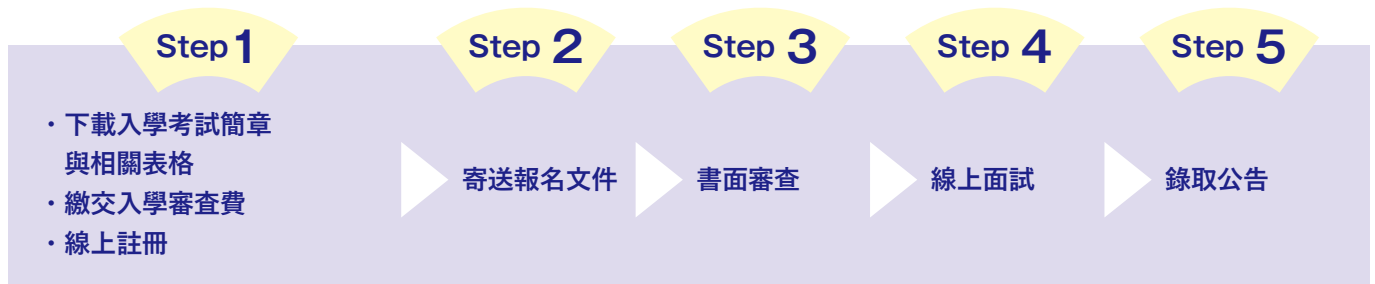 Step 1
・下載入學考試簡章
與相關表格
・繳交入學審查費
・線上註冊
Step 2
寄送報名文件
Step 3
書面審查
Step 4
線上面試
Step 5
錄取公告